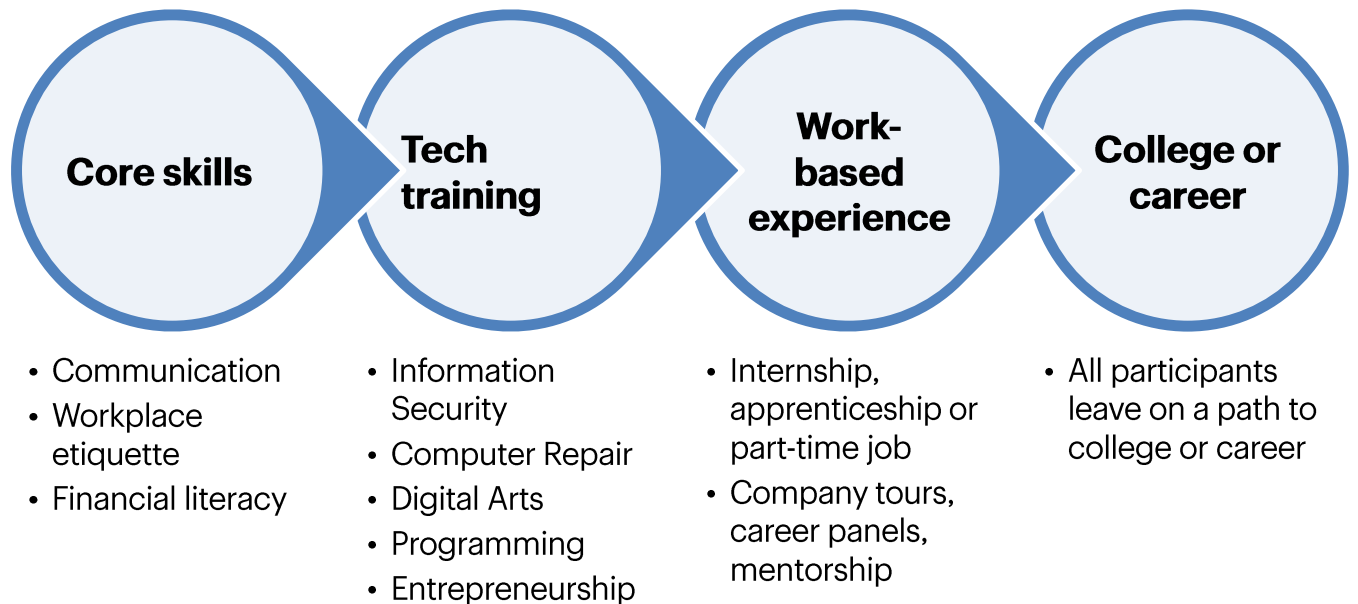 Core skills
Tech
training
Work-
based
experience
College or
career
• Communication
• Workplace
etiquette
• Financial literacy
• Information
Security
• Computer Repair
• Digital Arts
• Programming
• Entrepreneurship
• Internship,
apprenticeship or
part-time job
• Company tours,
career panels,
mentorship
• All participants
leave on a path to
college or career